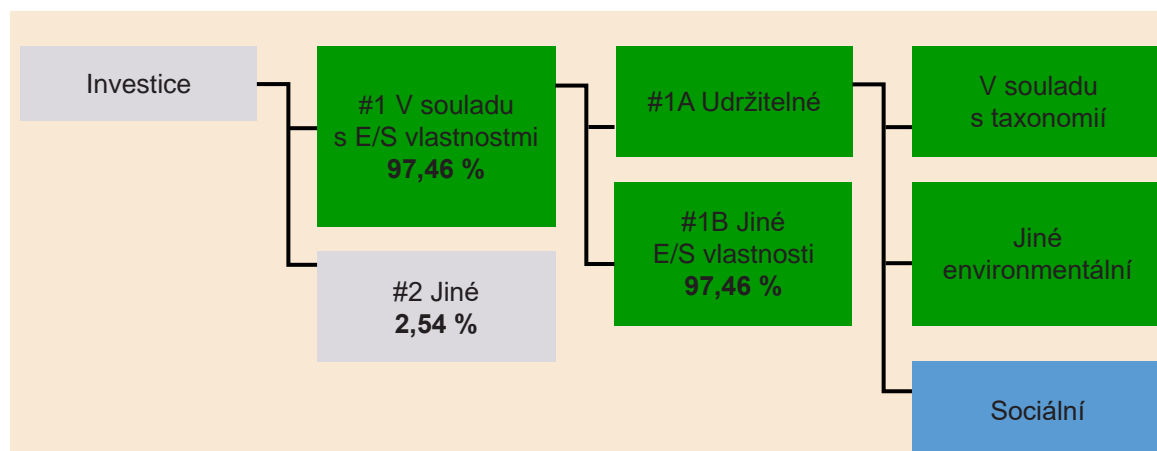 Investice
#1 V souladu
s E/S vlastnostmi
97,46 %
#2 Jiné
2,54 %
#1A Udržitelné
#1B Jiné
E/S vlastnosti
97,46 %
V souladu
s taxonomií
Jiné
environmentální
Sociální